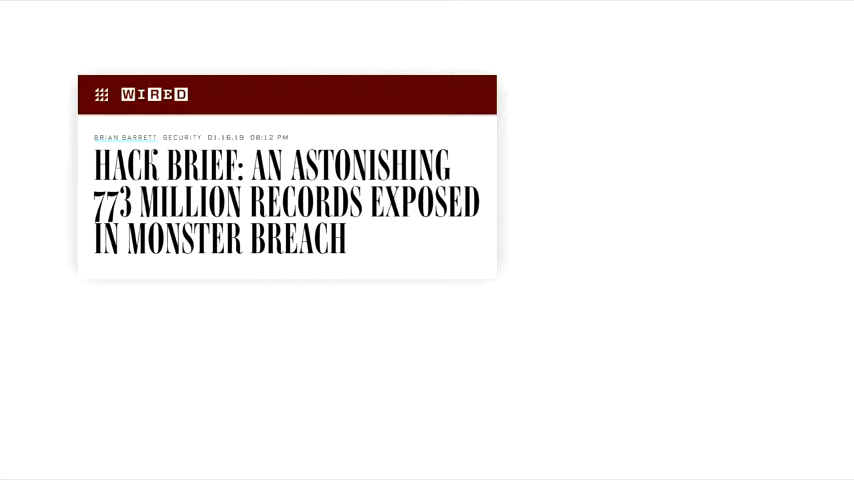 WIRED
BRIAN BARRETT SECURITY 01.16.19 08:12 PM
HACK BRIEF: AN ASTONISHING
773 MILLION RECORDS EXPOSED
IN MONSTER BREACH